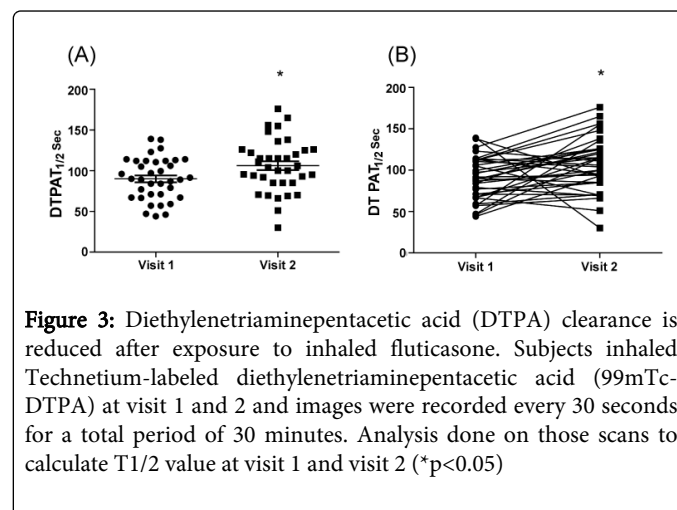 (A) (B)
* *
200 200
150 150
100 100
50 50
0 0
DTPAT1/2 Sec DT PAT1/2 Sec
Visit 1 Visit 2 Visit 1 Visit 2
Figure 3: Diethylenetriaminepentacetic acid (DTPA) clearance is
reduced after exposure to inhaled fluticasone. Subjects inhaled
Technetium-labeled diethylenetriaminepentacetic acid (99mTc-
DTPA) at visit 1 and 2 and images were recorded every 30 seconds
for a total period of 30 minutes. Analysis done on those scans to
calculate T1/2 value at visit 1 and visit 2 (*p<0.05)